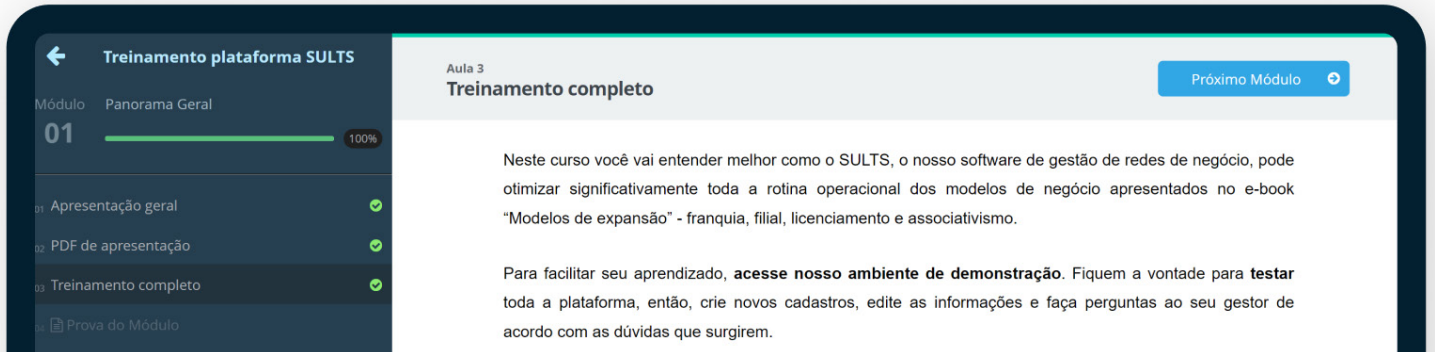 Treinamento plataforma SULTS
Módulo
01
Panorama Geral
100%
01 Apresentação geral
02 PDF de apresentação
03 Treinamento completo
04 Prova do Módulo
Aula 3
Treinamento completo
Próximo Módulo
Neste curso você vai entender melhor como o SULTS, o nosso software de gestão de redes de negócio, pode
otimizar significativamente toda a rotina operacional dos modelos de negócio apresentados no e-book
“Modelos de expansão” - franquia, filial, licenciamento e associativismo.
Para facilitar seu aprendizado, acesse nosso ambiente de demonstração. Fiquem a vontade para testar
toda a plataforma, então, crie novos cadastros, edite as informações e faça perguntas ao seu gestor de
acordo com as dúvidas que surgirem.